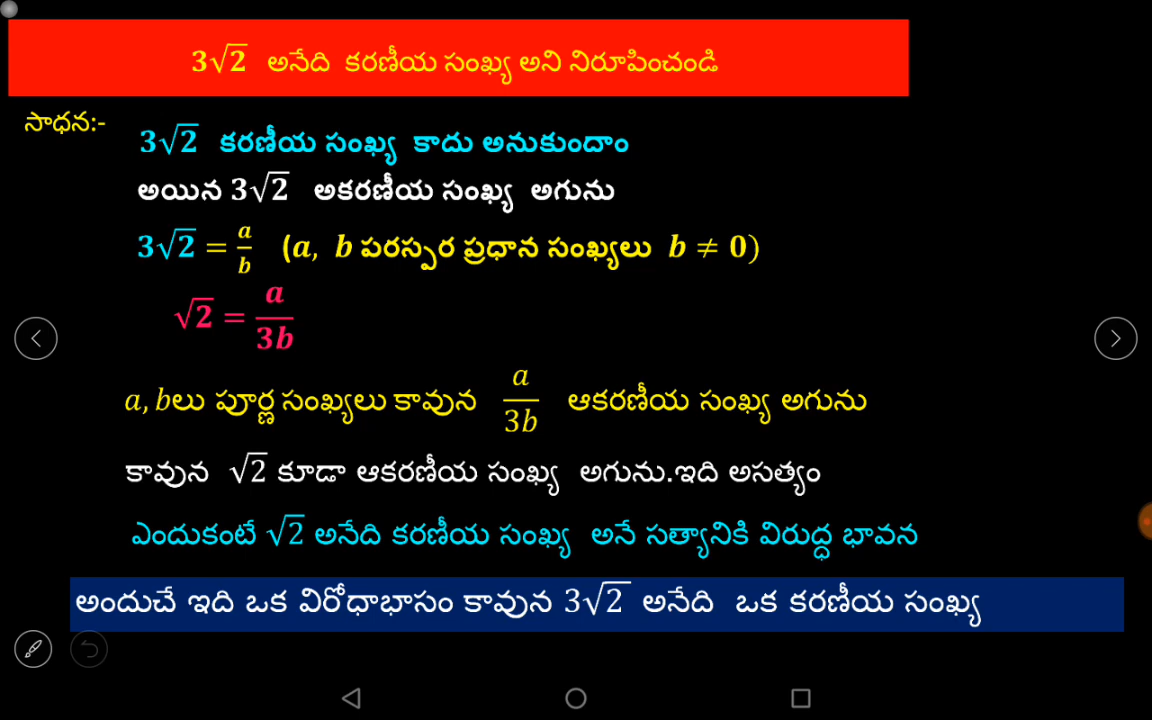 3√2 అనేది కరణీయ సంఖ్య అని నిరూపించండి
సాధన:-
3√2 కరణీయ సంఖ్య కాదు అనుకుందాం
అయిన 3√2 అకరణీయ సంఖ్య అగును
3√2 = a/b (a, b పరస్పర ప్రధాన సంఖ్యలు b ≠ 0)
√2 = a/3b
a, bలు పూర్ణ సంఖ్యలు కావున a/3b ఆకరణీయ సంఖ్య అగును
కావున √2 కూడా ఆకరణీయ సంఖ్య అగును.ఇది అసత్యం
ఎందుకంటే √2 అనేది కరణీయ సంఖ్య అనే సత్యానికి విరుద్ధ భావన
అందుచే ఇది ఒక విరోధాభాసం కావున 3√2 అనేది ఒక కరణీయ సంఖ్య